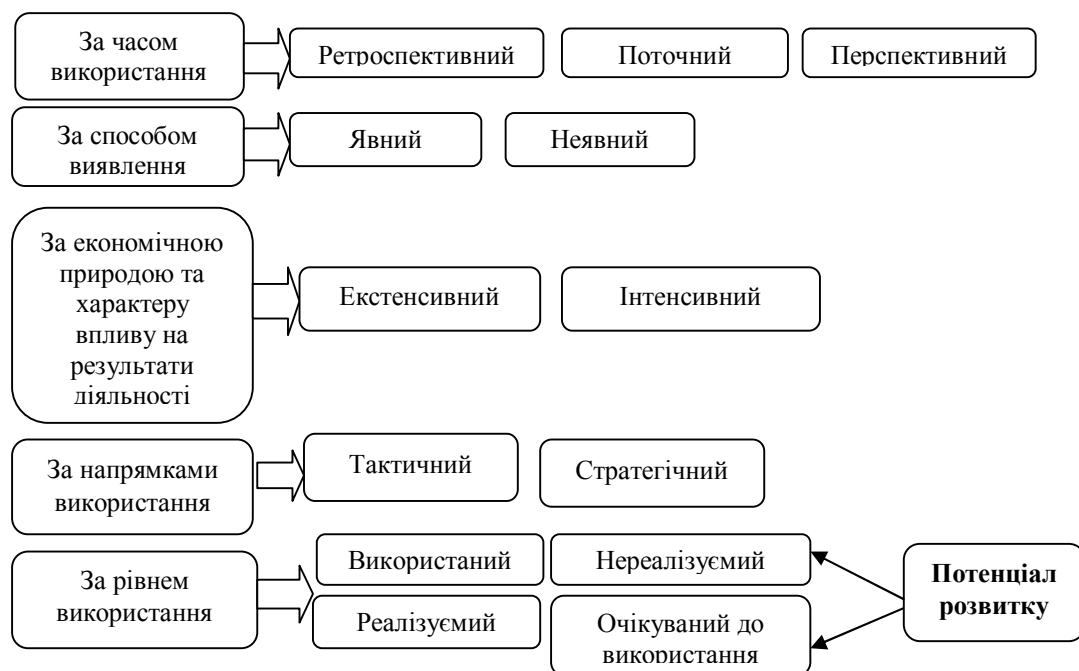 За часом
використання
Ретроспективний
Поточний
Перспективний
За способом
виявлення
Явний
Неявний
За економічною
природою та
характеру
впливу на
результати
діяльності
Екстенсивний
Інтенсивний
За напрямками
використання
Тактичний
Стратегічний
За рівнем
використання
Використаний
Нереалізуємий
Реалізуємий
Очікуваний до
використання
Потенціал
розвитку